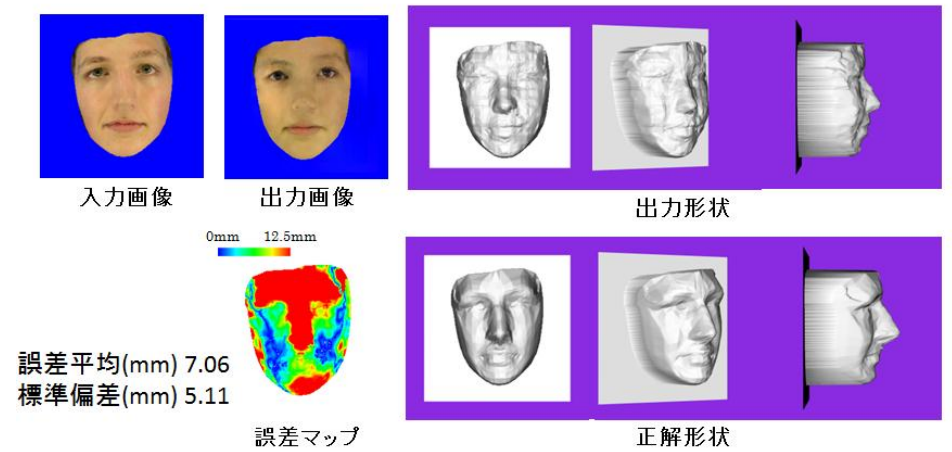 入力画像
出力画像
出力形状
0mm 12.5mm
誤差平均(mm) 7.06
標準偏差(mm) 5.11
誤差マップ
正解形状